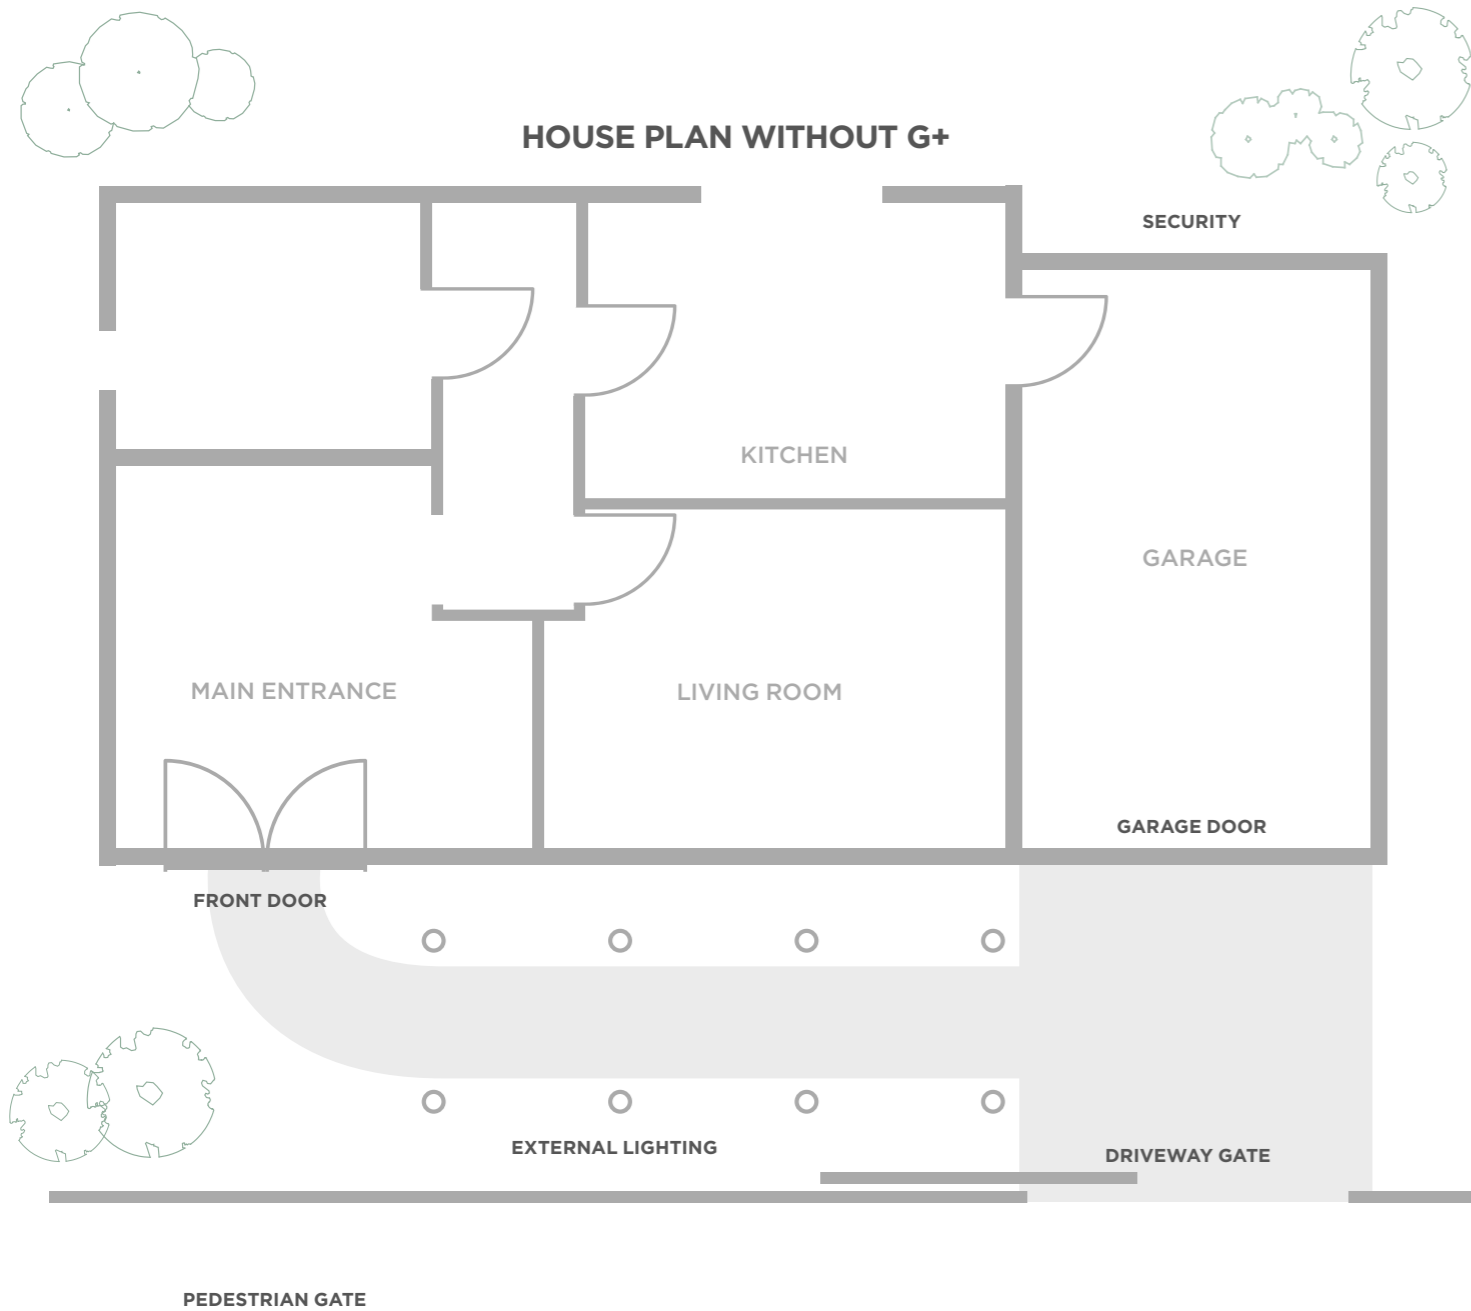 HOUSE PLAN WITHOUT G+
SECURITY
KITCHEN
GARAGE
MAIN ENTRANCE
LIVING ROOM
GARAGE DOOR
FRONT DOOR
EXTERNAL LIGHTING
DRIVEWAY GATE
PEDESTRIAN GATE